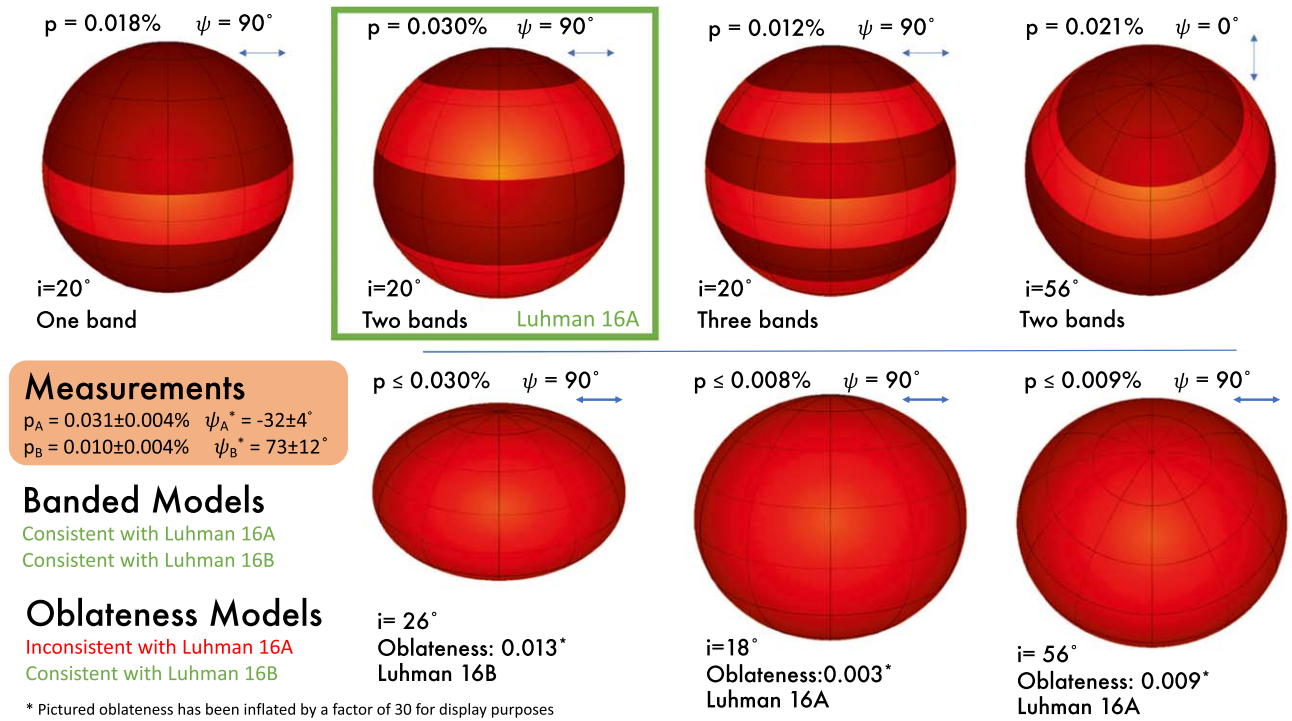 p = 0.018% ψ = 90˚
i=20˚
One band
p = 0.030% ψ = 90˚
i=20˚
Two bands Luhman 16A
p = 0.012% ψ = 90˚
i=20˚
Three bands
p = 0.021% ψ = 0˚
i=56˚
Two bands
Measurements
pA = 0.031±0.004% ψA* = -32±4˚
pB = 0.010±0.004% ψB* = 73±12˚
Banded Models
Consistent with Luhman 16A
Consistent with Luhman 16B
Oblateness Models
Inconsistent with Luhman 16A
Consistent with Luhman 16B
p ≤ 0.030% ψ = 90˚
i= 26˚
Oblateness: 0.013*
Luhman 16B
p ≤ 0.008% ψ = 90˚
i=18˚
Oblateness:0.003*
Luhman 16A
p ≤ 0.009% ψ = 90˚
i= 56˚
Oblateness: 0.009*
Luhman 16A
* Pictured oblateness has been inflated by a factor of 30 for display purposes